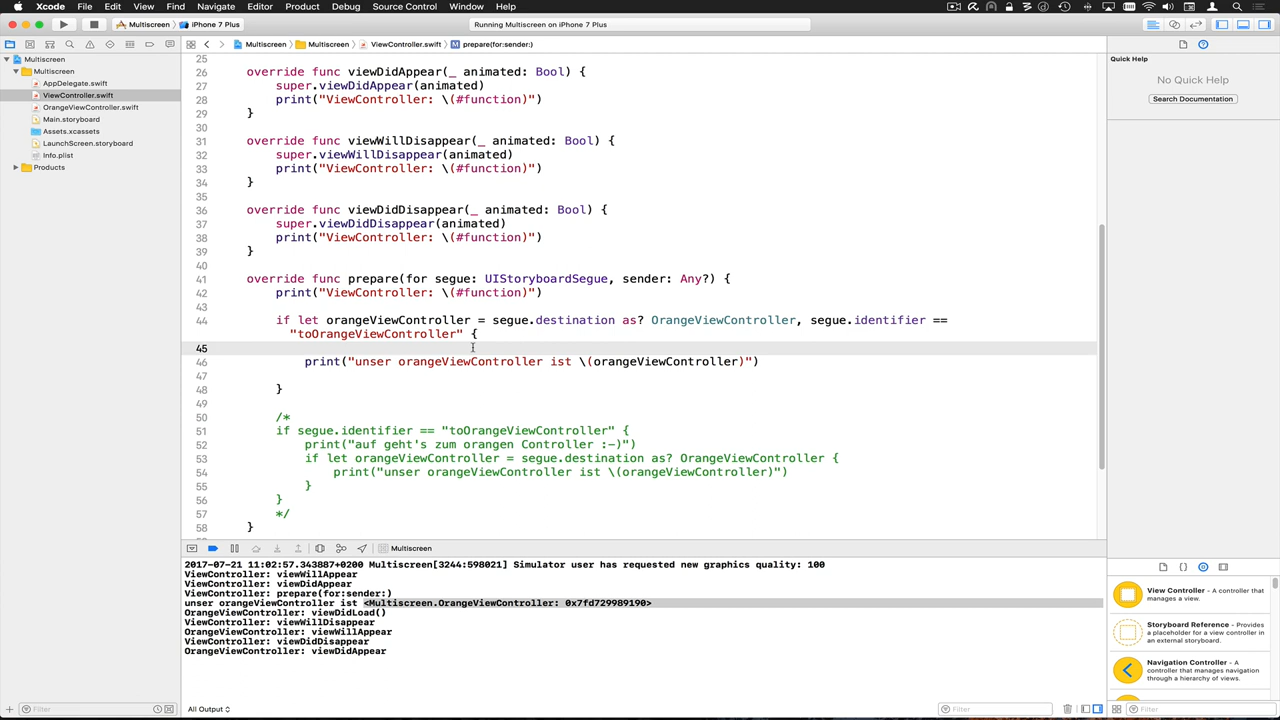 Xcode File Edit View Find Navigate Editor Product Debug Source Control Window Help
Multiscreen iPhone 7 Plus Running Multiscreen on iPhone 7 Plus
Multiscreen Multiscreen ViewController.swift M prepare(for:sender:)
Multiscreen
Multiscreen
AppDelegate.swift
ViewController.swift
OrangeViewController.swift
Main.storyboard
Assets.xcassets
LaunchScreen.storyboard
Info.plist
Products
Filter
25
26 override func viewDidAppear(_ animated: Bool) {
27 super.viewDidAppear(animated)
28 print("ViewController: \(#function)")
29 }
30
31 override func viewWillDisappear(_ animated: Bool) {
32 super.viewWillDisappear(animated)
33 print("ViewController: \(#function)")
34 }
35
36 override func viewDidDisappear(_ animated: Bool) {
37 super.viewDidDisappear(animated)
38 print("ViewController: \(#function)")
39 }
40
41 override func prepare(for segue: UIStoryboardSegue, sender: Any?) {
42 print("ViewController: \(#function)")
43
44 if let orangeViewController = segue.destination as? OrangeViewController, segue.identifier ==
"toOrangeViewController" {
45
46 print("unser orangeViewController ist \(orangeViewController)")
47
48 }
49
50 /*
51 if segue.identifier == "toOrangeViewController" {
52 print("auf geht's zum orangen Controller :-)")
53 if let orangeViewController = segue.destination as? OrangeViewController {
54 print("unser orangeViewController ist \(orangeViewController)")
55 }
56 }
57 */
58 }
Multiscreen
2017-07-21 11:02:57.343887+0200 Multiscreen[3244:598021] Simulator user has requested new graphics quality: 100
ViewController: viewWillAppear
ViewController: viewDidAppear
ViewController: prepare(for:sender:)
unser orangeViewController ist <Multiscreen.OrangeViewController: 0x7fd729989190>
OrangeViewController: viewDidLoad()
ViewController: viewWillDisappear
OrangeViewController: viewWillAppear
ViewController: viewDidDisappear
OrangeViewController: viewDidAppear
All Output
Filter
Quick Help
No Quick Help
Search Documentation
View Controller - A
controller that manages a view.
Storyboard Reference - Provides
a placeholder for a view controller in
an external storyboard.
Navigation Controller - A
controller that manages navigation
through a hierarchy of views.
Filter